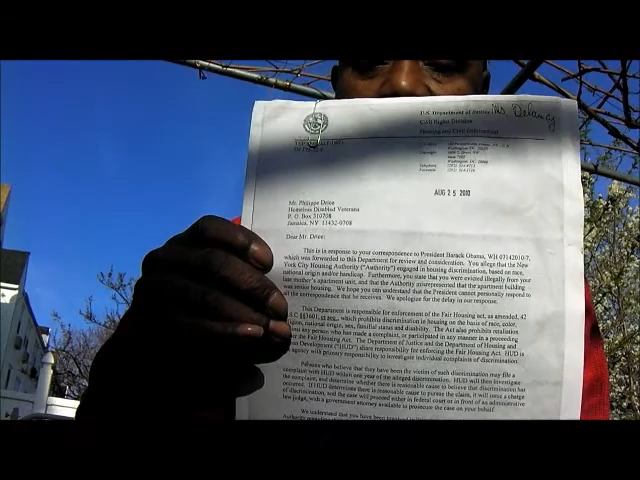 U.S. Department of Justice Ms. Delancy
Civil Rights Division
Housing and Civil Enforcement
AUG 25 2010
Mr. Philippe Drice
Homeless Disabled Veterans
P. O Box 310708
Jamaica, NY 11432-0708
Dear Mr. Drice:
This is in response to your correspondence to President Barack Obama, WH 07142010-7,
which was forwarded to this Department for review and consideration. You allege that the New
York City Housing Authority ("Authority") engaged in housing discrimination, based on race,
national origin and/or handicap. Furthermore, you state that you were evicted illegally from your
late mother's apartment unit, and that the Authority misrepresented that the apartment building
was senior housing. We hope you can understand that the President cannot personally respond to
all the correspondence that he receives. We apologize for the delay in our response.
This Department is responsible for enforcement of the Fair Housing act, as amended, 42
which prohibits discrimination in housing on the basis of race, color,
religion, national origin, sex, familial status and disability. The Act also prohibits retaliation
against any person who has made a complaint, or participated in any manner in a proceeding
under the Fair Housing Act. The Department of Justice and the Department of Housing and
Urban Development ("HUD") share responsibility for enforcing the Fair Housing Act. HUD is
the agency with primary responsibility to investigate individual complaints of discrimination.
Persons who believe that they have been the victim of such discrimination may file a
complaint with HUD within one year of the alleged discrimination. HUD will then investigate
the complaint, and determine whether there is reasonable cause to believe that discrimination has
occurred. If HUD finds there is reasonable cause to pursue the claim, it will issue a charge
of discrimination, and the case will proceed either in federal court or in front of an administrative
law judge, with a government attorney available to prosecute the case on your behalf.
We understand that you have been involved in